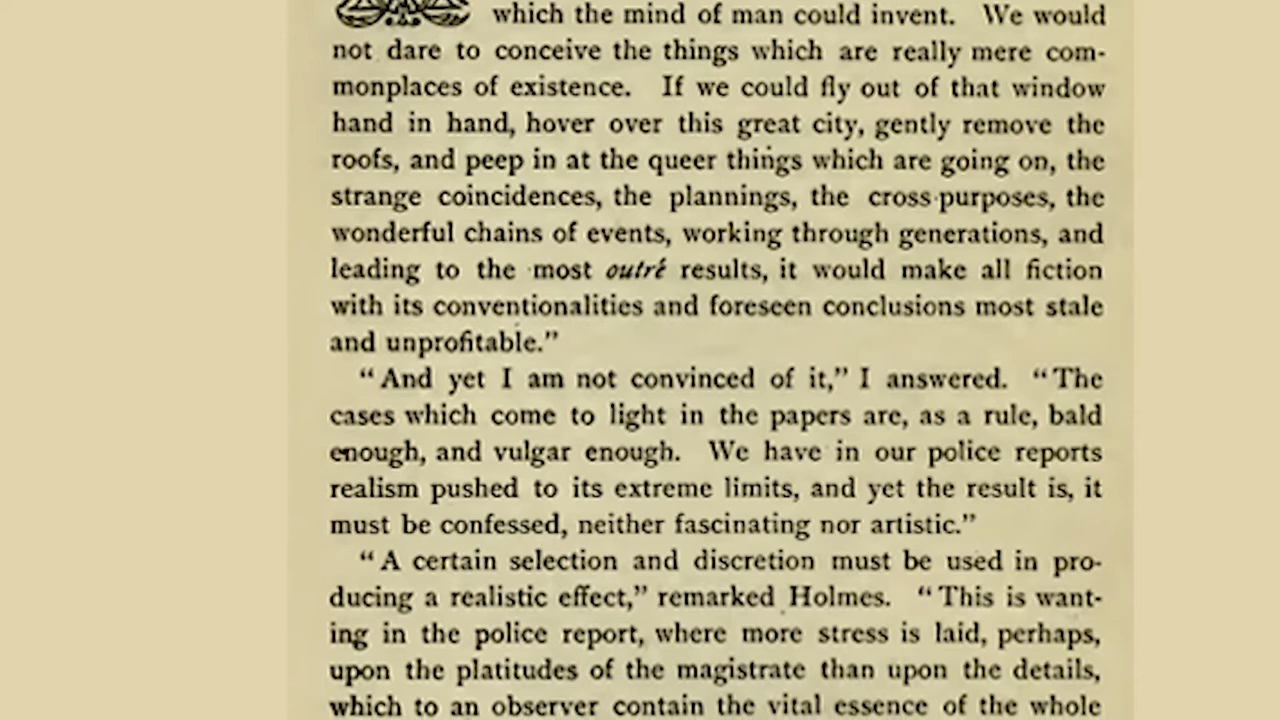 which the mind of man could invent. We would
not dare to conceive the things which are really mere com-
monplaces of existence. If we could fly out of that window
hand in hand, hover over this great city, gently remove the
roofs, and peep in at the queer things which are going on, the
strange coincidences, the plannings, the cross-purposes, the
wonderful chains of events, working through generations, and
leading to the most outré results, it would make all fiction
with its conventionalities and foreseen conclusions most stale
and unprofitable.”
“And yet I am not convinced of it,” I answered. “The
cases which come to light in the papers are, as a rule, bald
enough, and vulgar enough. We have in our police reports
realism pushed to its extreme limits, and yet the result is, it
must be confessed, neither fascinating nor artistic.”
“A certain selection and discretion must be used in pro-
ducing a realistic effect,” remarked Holmes. “This is want-
ing in the police report, where more stress is laid, perhaps,
upon the platitudes of the magistrate than upon the details,
which to an observer contain the vital essence of the whole